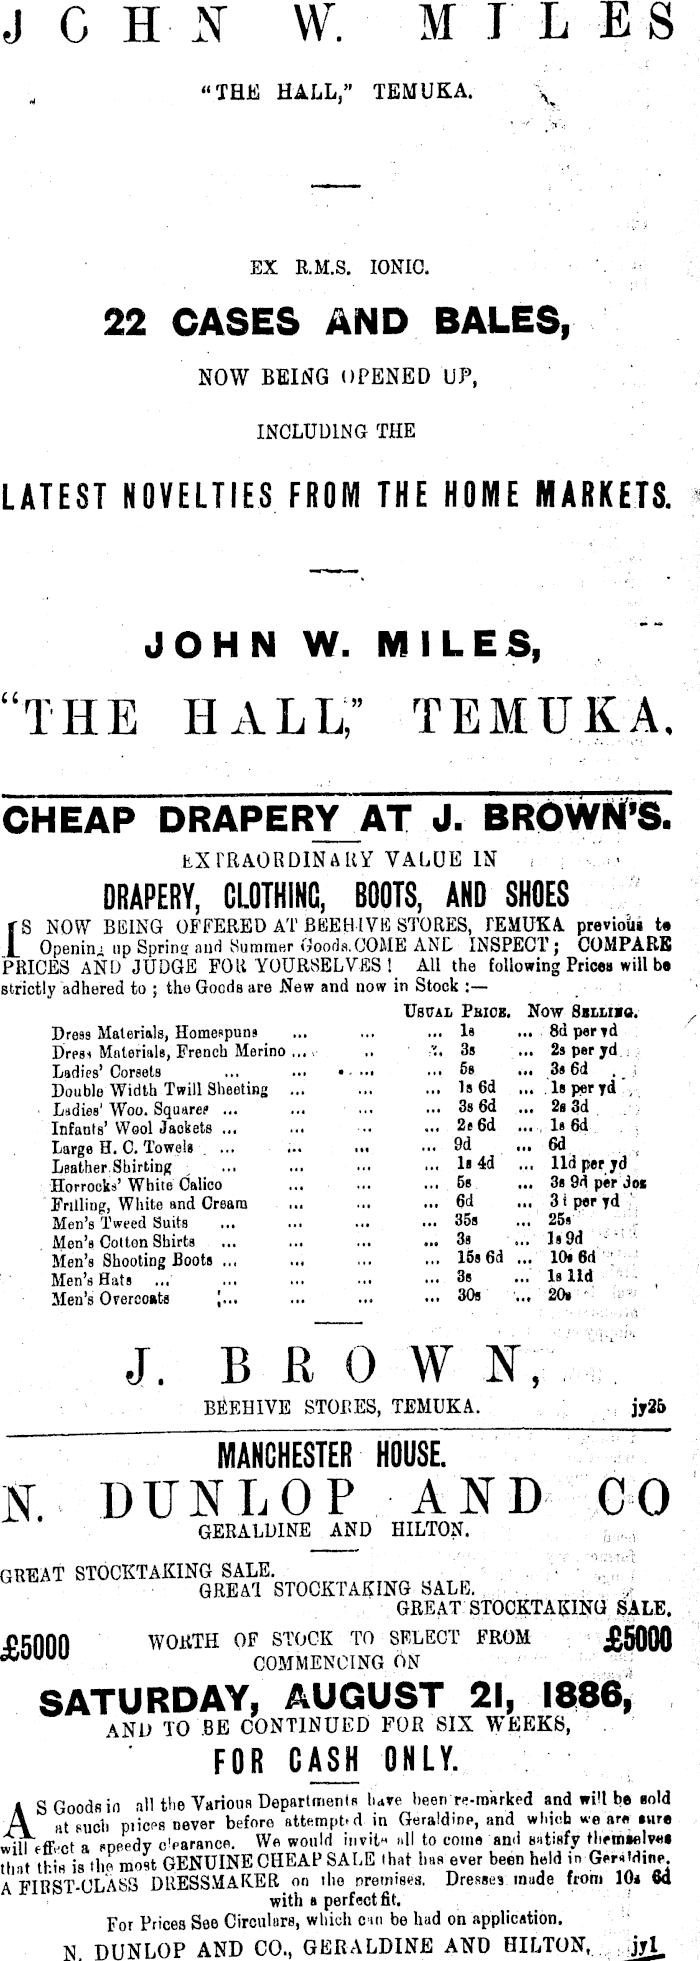 JOHN W. MILES
"THE HALL," TEMUKA.
EX R.M.S. IONIC.
22 CASES AND BALES,
NOW BEING OPENED UP,
INCLUDING THE
LATEST NOVELTIES FROM THE HOME MARKETS.
JOHN W. MILES,
"THE HALL," TEMUKA.
CHEAP DRAPERY AT J. BROWN'S.
EXTRAORDINARY VALUE IN
DRAPERY, CLOTHING, BOOTS, AND SHOES
IS NOW BEING OFFERED AT BEEHIVE STORES, TEMUKA previous to
Opening up Spring and Summer Goods. COME AND INSPECT; COMPARE
PRICES AND JUDGE FOR YOURSELVES! All the following Prices will be
strictly adhered to; the Goods are New and now in Stock:—
USUAL PRICE. NOW SELLING.
Dress Materials, Homespuns ... ... ... 1s ... 8d per yd
Dress Materials, French Merino ... .. ... 3s ... 2s per yd
Ladies' Corsets ... ... 5s ... 3s 6d
Double Width Twill Sheeting ... ... ... 1s 6d ... 1s per yd
Ladies' Woo. Squares ... ... ... ... 3s 6d ... 2s 3d
Infants' Wool Jackets ... ... ... ... 2s 6d ... 1s 6d
Large H. C. Towels ... ... ... ... 9d ... 6d
Leather Shirting ... ... ... ... 1s 4d ... 11d per yd
Horrocks' White Calico ... ... ... 5s ... 3s 9d per doz
Frilling, White and Cream ... ... ... 6d ... per yd
Men's Tweed Suits ... ... ... ... 35s ... 25s
Men's Cotton Shirts ... ... ... ... 3s ... 1s 9d
Men's Shooting Boots ... ... ... ... 15s 6d ... 10s 6d
Men's Hats ... ... ... ... ... 3s ... 1s 11d
Men's Overcoats ... ... ... ... 30s ... 20s
J. BROWN,
BEEHIVE STORES, TEMUKA. jy25
MANCHESTER HOUSE.
N. DUNLOP AND CO
GERALDINE AND HILTON.
GREAT STOCKTAKING SALE.
GREAT STOCKTAKING SALE.
GREAT STOCKTAKING SALE.
£5000 WORTH OF STOCK TO SELECT FROM £5000
COMMENCING ON
SATURDAY, AUGUST 21, 1886,
AND TO BE CONTINUED FOR SIX WEEKS,
FOR CASH ONLY.
AS Goods in all the Various Departments have been re-marked and will be sold
at such prices never before attempted in Geraldine, and which we are sure
will effect a speedy clearance. We would invite all to come and satisfy themselves
that this is the most GENUINE CHEAP SALE that has ever been held in Geraldine.
A FIRST-CLASS DRESSMAKER on the premises. Dresses made from 10s 6d
with a perfect fit.
For Prices See Circulars, which can be had on application.
N. DUNLOP AND CO., GERALDINE AND HILTON, jy1